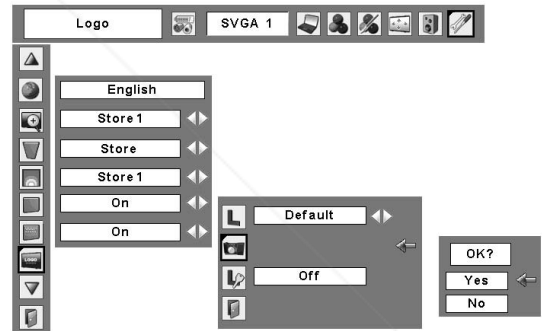 Logo
SVGA 1
English
Store 1
Store
Store 1
On
On
Default
Off
OK?
Yes
No